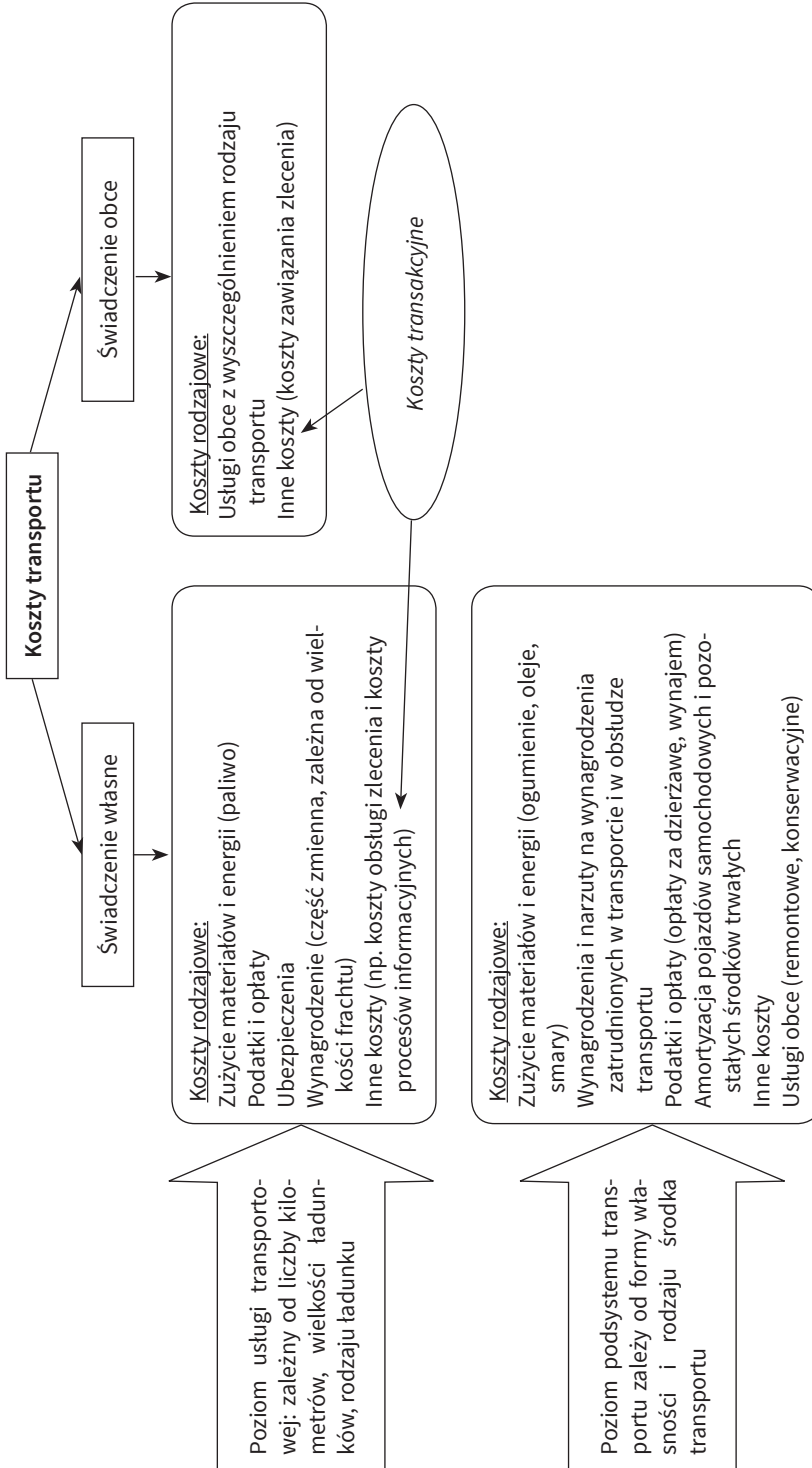 Koszty transportu
Świadczenie własne
Świadczenie obce
Poziom usługi transporto-
wej: zależny od liczby kilo-
metrów, wielkości ładun-
ków, rodzaju ładunku
Koszty rodzajowe:
Zużycie materiałów i energii (paliwo)
Podatki i opłaty
Ubezpieczenia
Wynagrodzenie (część zmienna, zależna od wiel-
kości frachtu)
Inne koszty (np. koszty obsługi zlecenia i koszty
procesów informacyjnych)
Koszty rodzajowe:
Usługi obce z wyszczególnieniem rodzaju
transportu
Inne koszty (koszty zawiązania zlecenia)
Koszty transakcyjne
Poziom podsystemu trans-
portu zależy od formy wła-
sności i rodzaju środka
transportu
Koszty rodzajowe:
Zużycie materiałów i energii (ogumienie, oleje,
smary)
Wynagrodzenia i narzuty na wynagrodzenia
zatrudnionych w transporcie i w obsłudze
transportu
Podatki i opłaty (opłaty za dzierżawę, wynajem)
Amortyzacja pojazdów samochodowych i pozo-
stałych środków trwałych
Inne koszty
Usługi obce (remontowe, konserwacyjne)